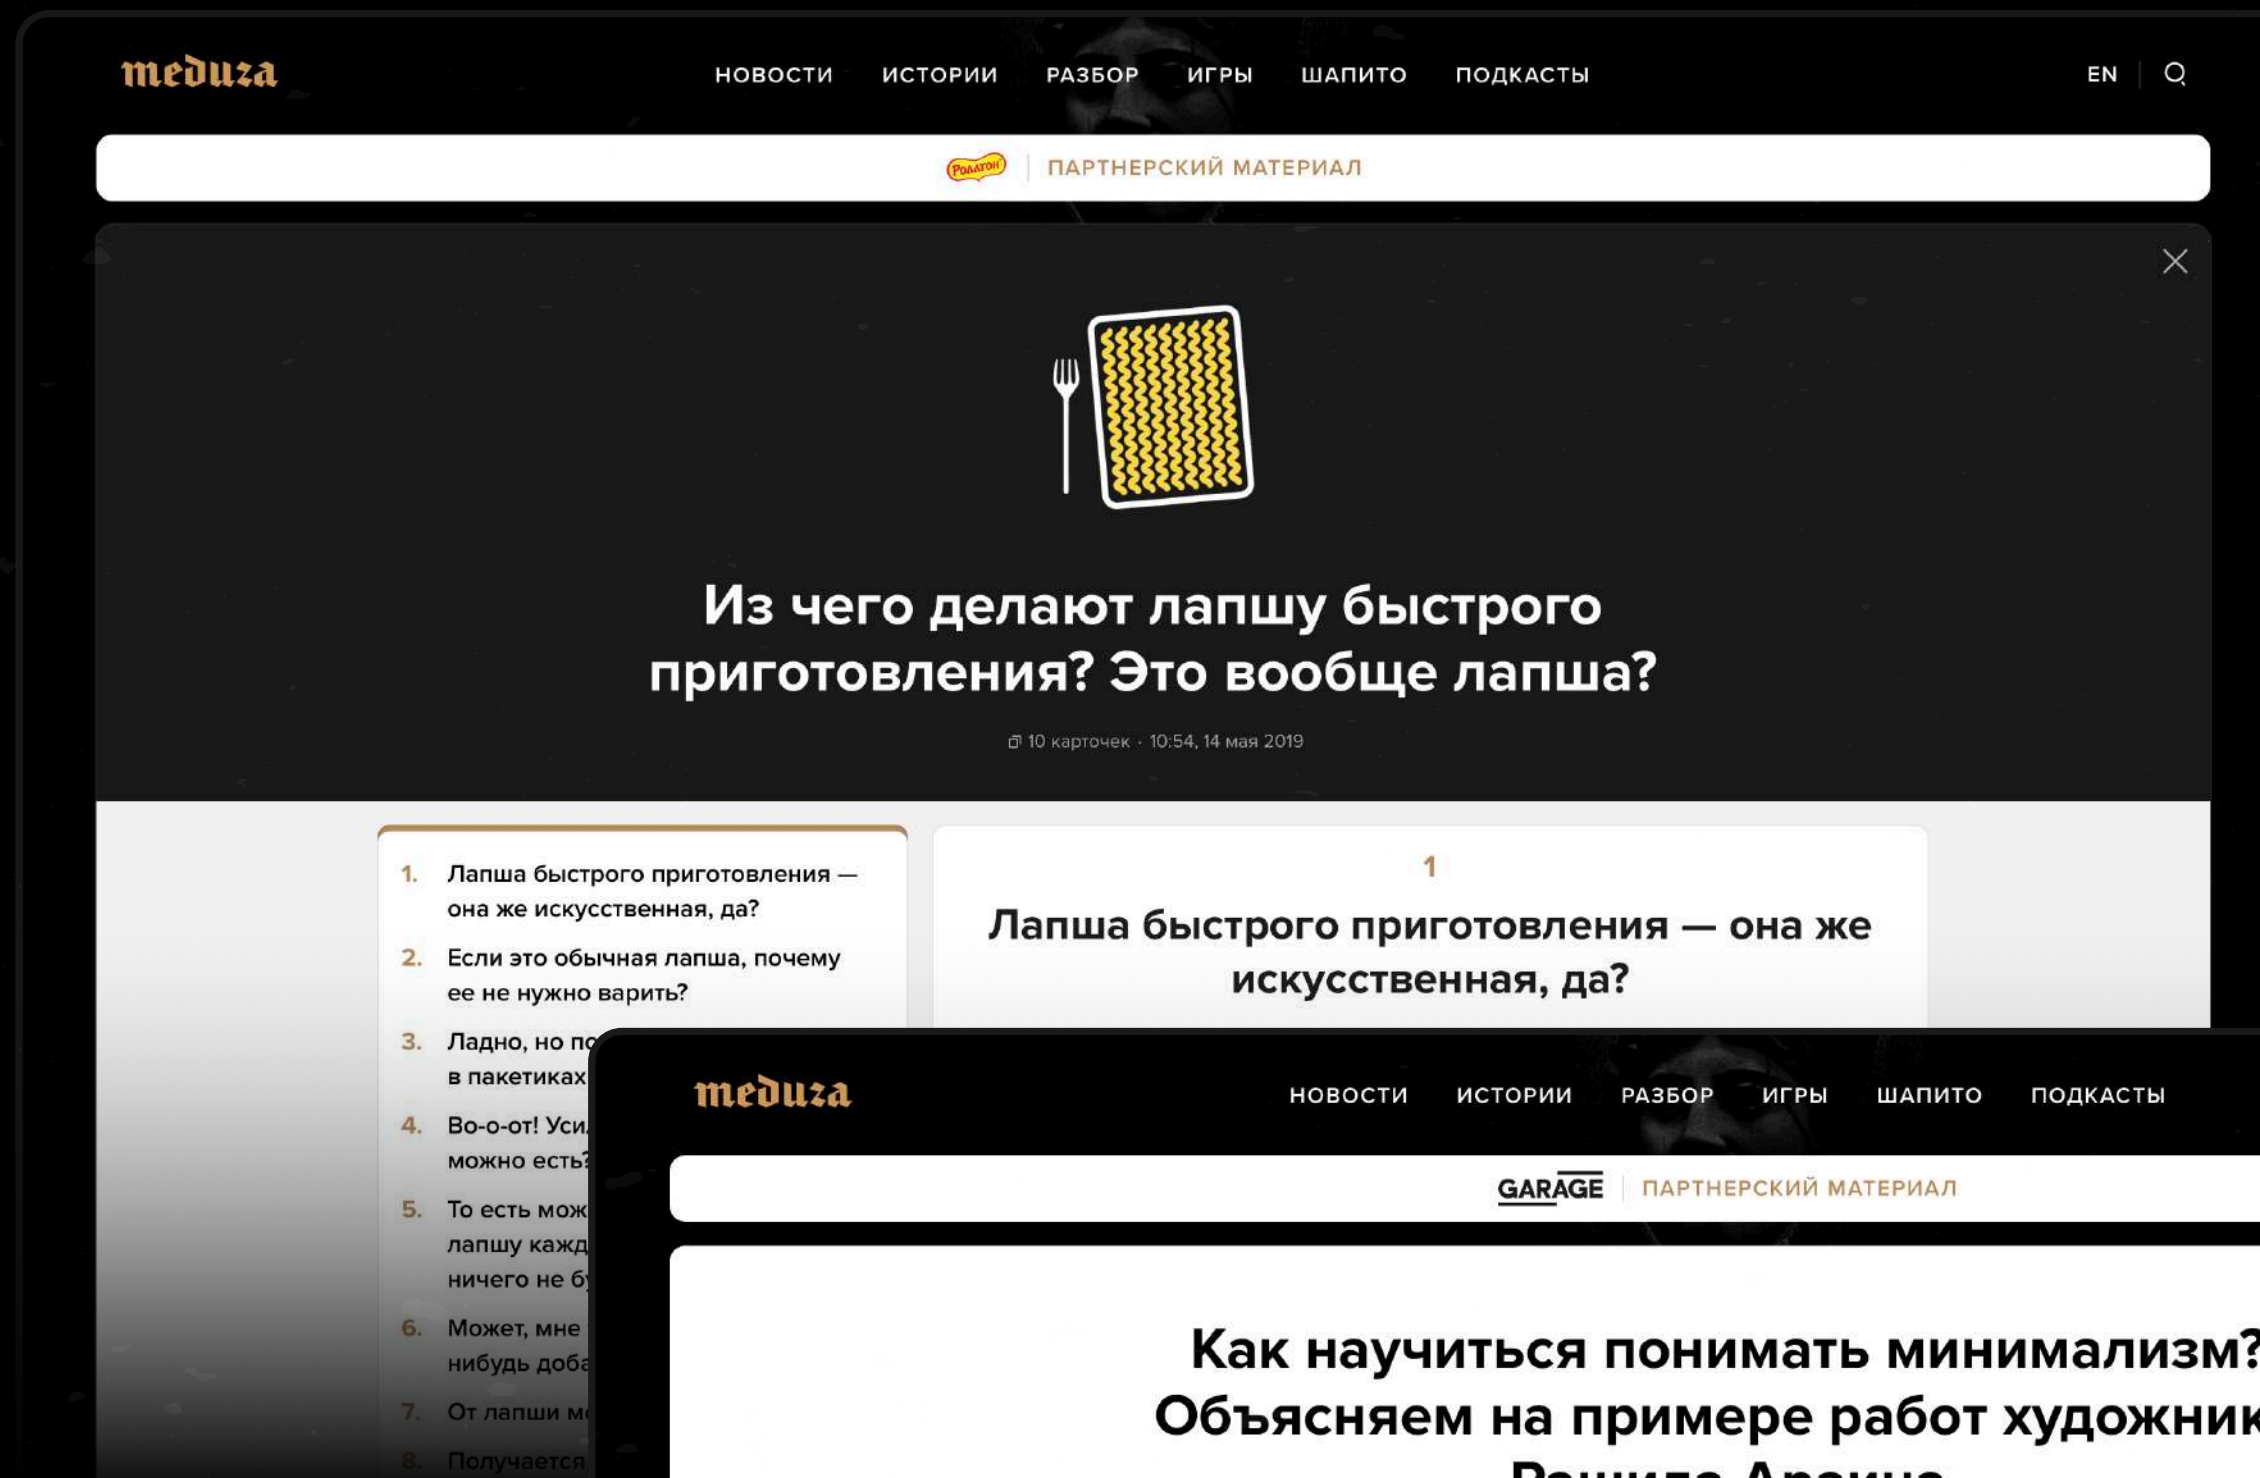 meduza
НОВОСТИ ИСТОРИИ РАЗБОР ИГРЫ ШАПИТО ПОДКАСТЫ
EN
Роллтон
ПАРТНЕРСКИЙ МАТЕРИАЛ
Из чего делают лапшу быстрого
приготовления? Это вообще лапша?
10 карточек · 10:54, 14 мая 2019
1. Лапша быстрого приготовления —
она же искусственная, да?
2. Если это обычная лапша, почему
ее не нужно варить?
3. Ладно, но
в пакетиках
4. Во-о-от!
можно есть?
5. То есть
лапшу
ничего не
6. Может, мне
нибудь
7. От лапши
8. Получается
1
Лапша быстрого приготовления — она же
искусственная, да?
meduza
НОВОСТИ ИСТОРИИ РАЗБОР ИГРЫ ШАПИТО ПОДКАСТЫ
GARAGE
ПАРТНЕРСКИЙ МАТЕРИАЛ
Как научиться понимать минимализм?
Объясняем на примере работ